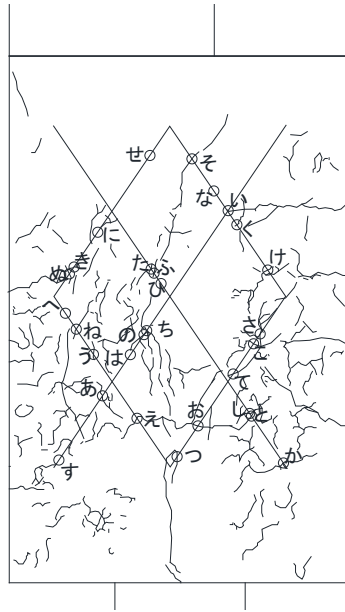 せ
そ
な
い
く
に
き
ぬ
た
ふ
ひ
け
へ
ね
う
の
ち
は
さ
こ
て
あ
え
お
し
と
つ
か
す